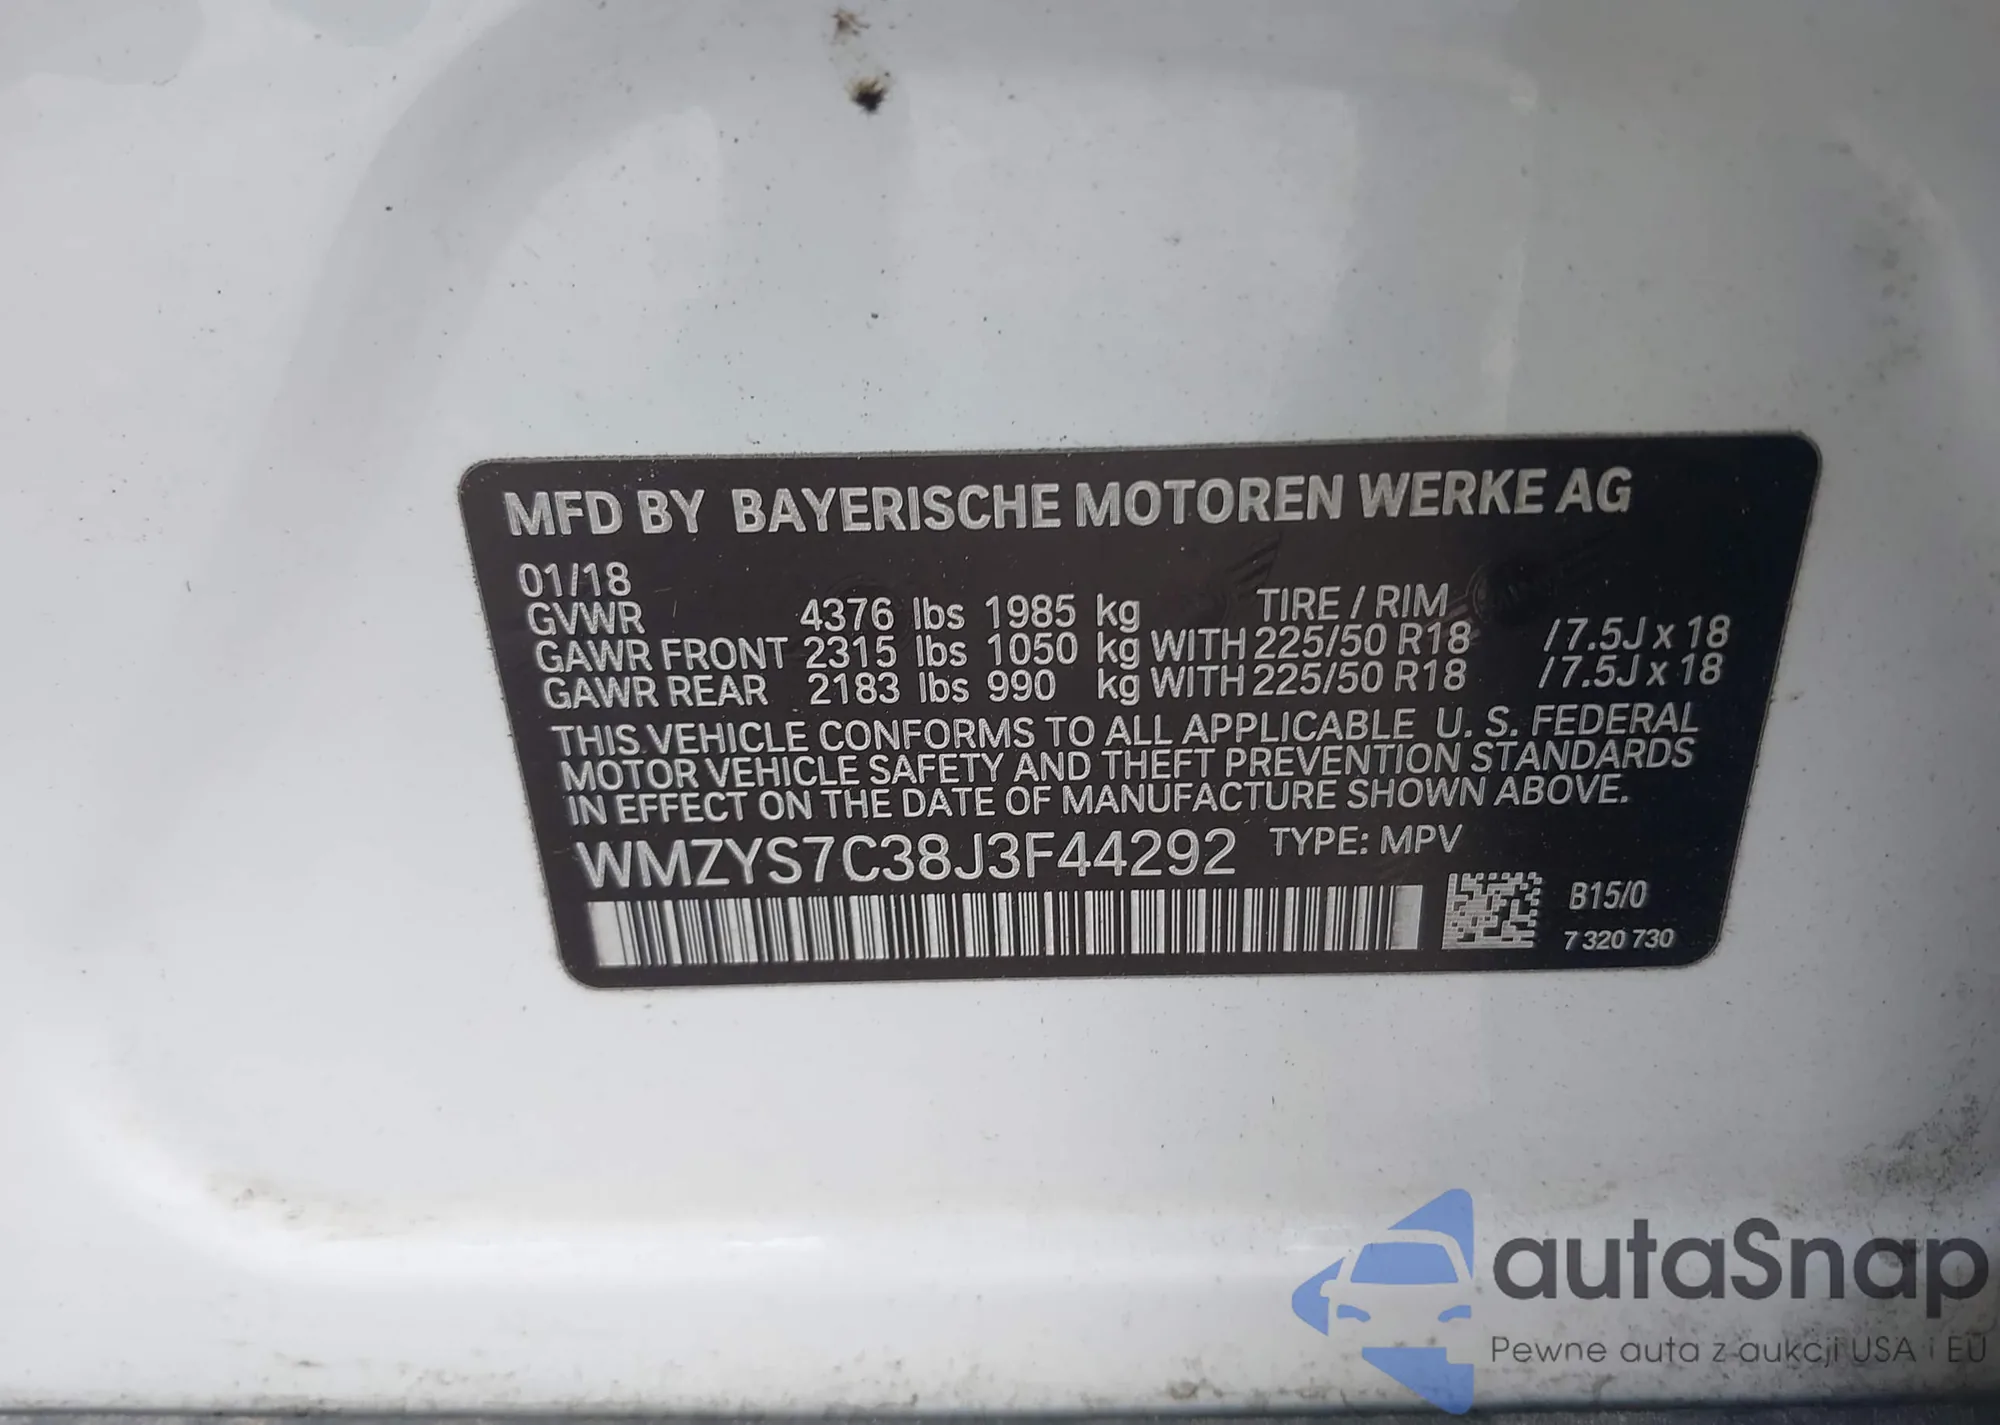 MFD BY BAYERISCHE MOTOREN WERKE AG
01/18
TIRE / RIM
GVWR 4376 lbs 1985 kg
GAWR FRONT 2315 lbs 1050 kg WITH 225/50 R18 / 7.5J x 18
GAWR REAR 2183 lbs 990 kg WITH 225/50 R18 / 7.5J x 18
THIS VEHICLE CONFORMS TO ALL APPLICABLE U. S. FEDERAL
MOTOR VEHICLE SAFETY AND THEFT PREVENTION STANDARDS
IN EFFECT ON THE DATE OF MANUFACTURE SHOWN ABOVE.
WMZYS7C38J3F44292 TYPE: MPV
B15/0
7 320 730
autaSnap
Pewne auta z aukcji USA i EU